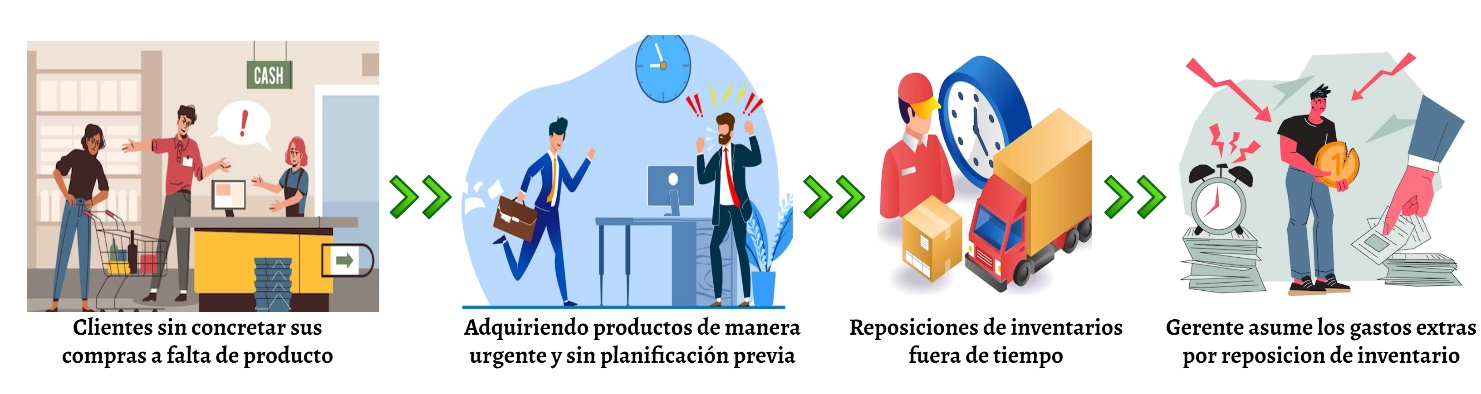 CASH
!
Clientes sin concretar sus
compras a falta de producto
Adquiriendo productos de manera
urgente y sin planificación previa
Reposiciones de inventarios
fuera de tiempo
1
Gerente asume los gastos extras
por reposicion de inventario